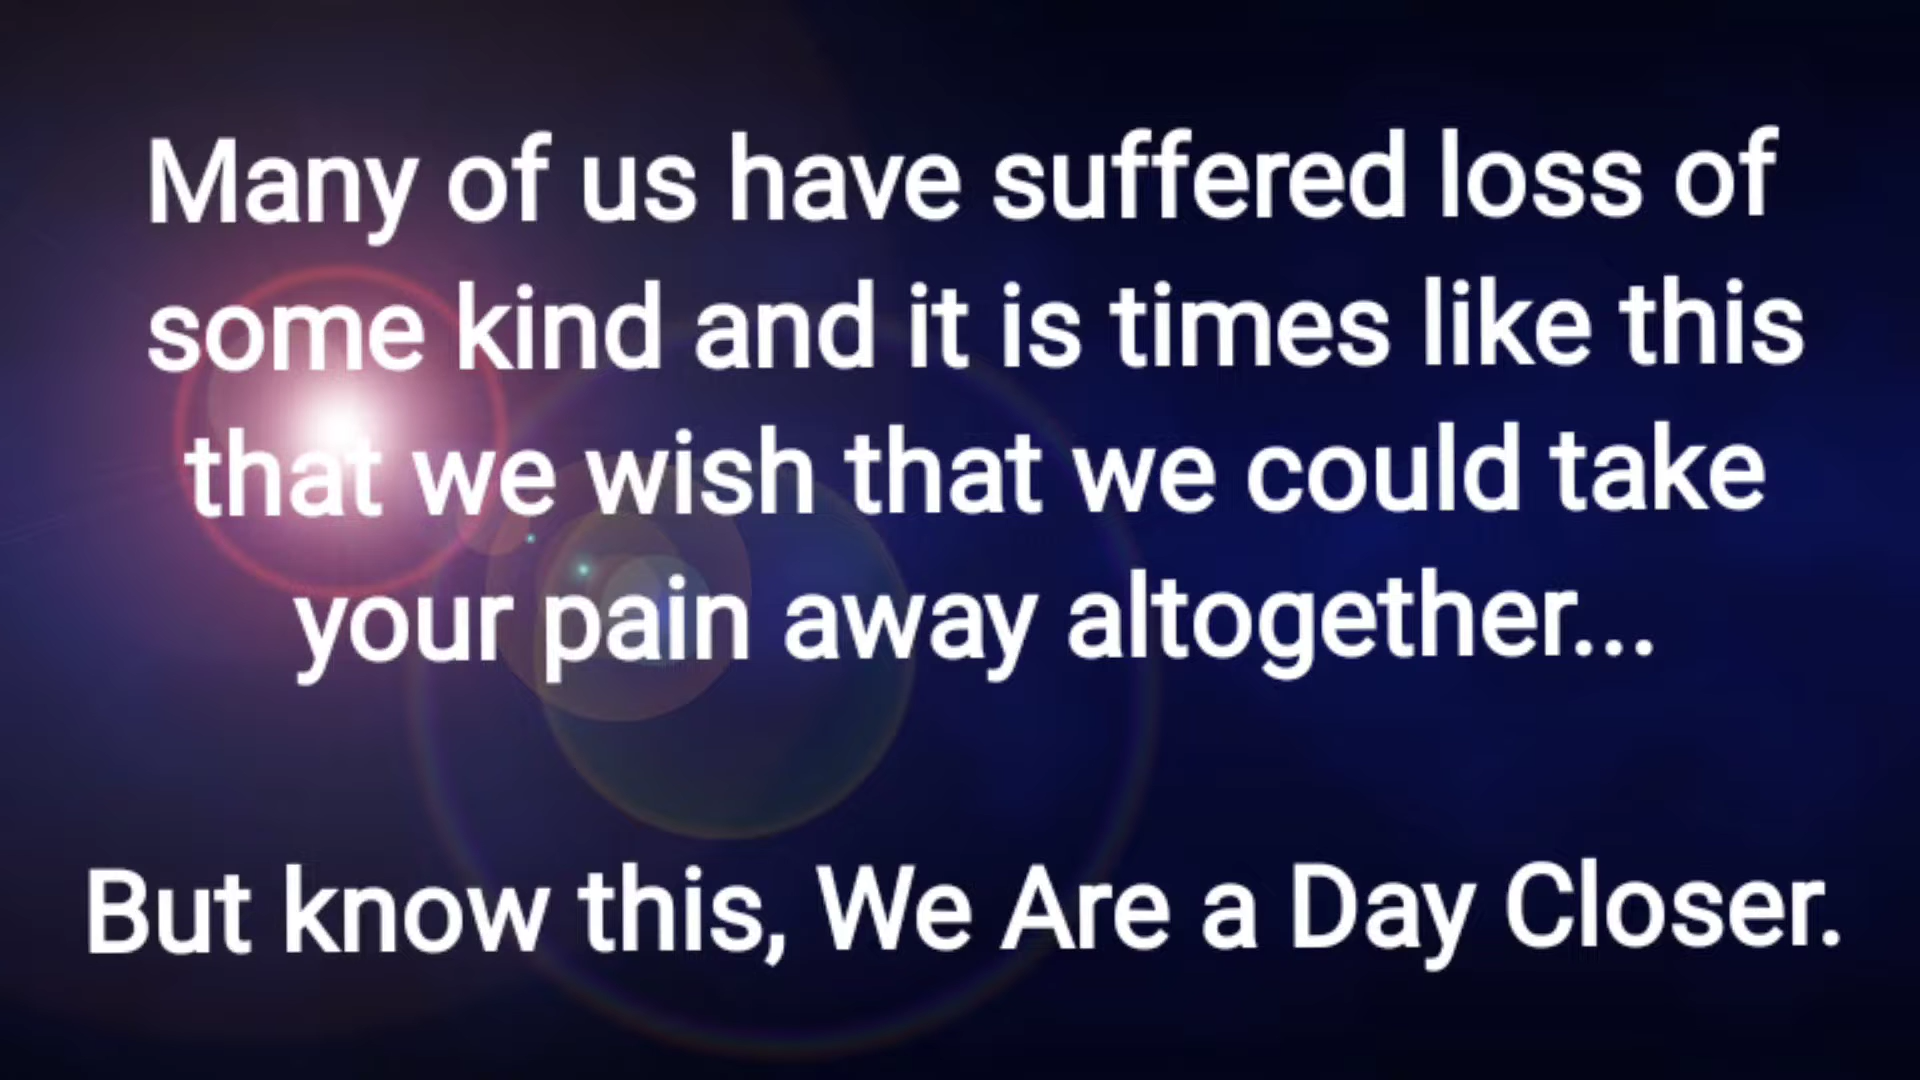 Many of us have suffered loss of
some kind and it is times like this
that we wish that we could take
your pain away altogether...
But know this, We Are a Day Closer.